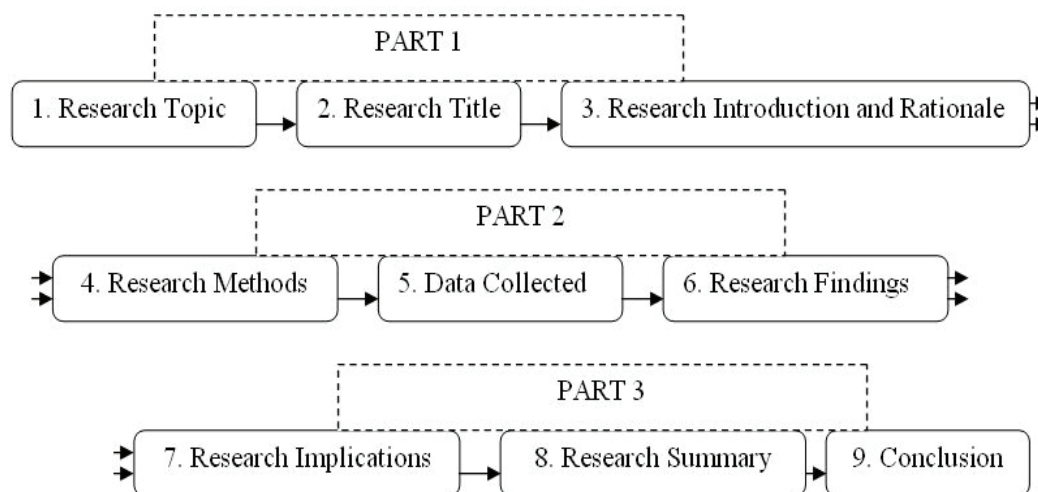 PART 1
1. Research Topic
2. Research Title
3. Research Introduction and Rationale
PART 2
4. Research Methods
5. Data Collected
6. Research Findings
PART 3
7. Research Implications
8. Research Summary
9. Conclusion